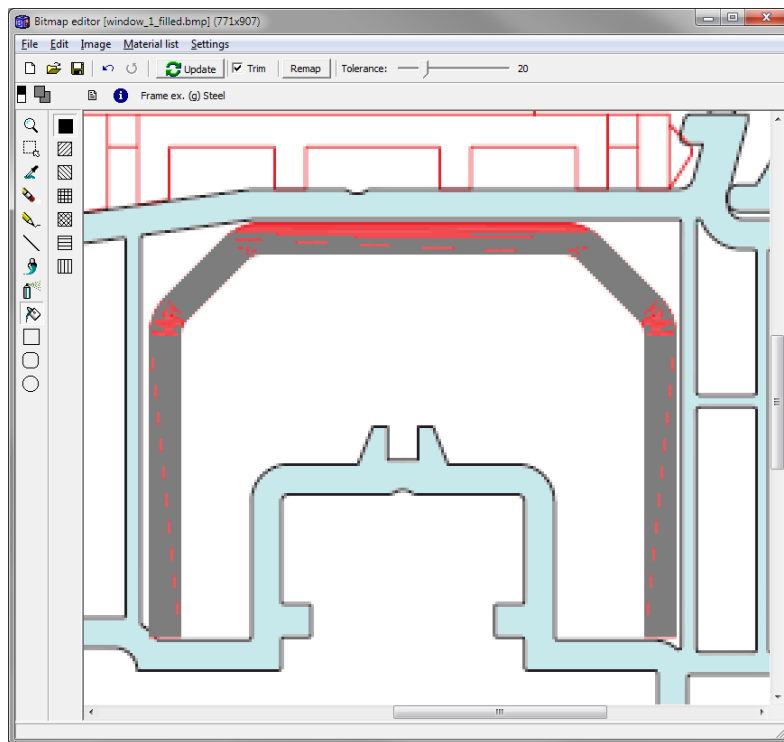 Bitmap editor [window_1_filled.bmp] (771x907)
File Edit Image Material list Settings
Update Trim Remap Tolerance: 20
Frame ex. (g) Steel